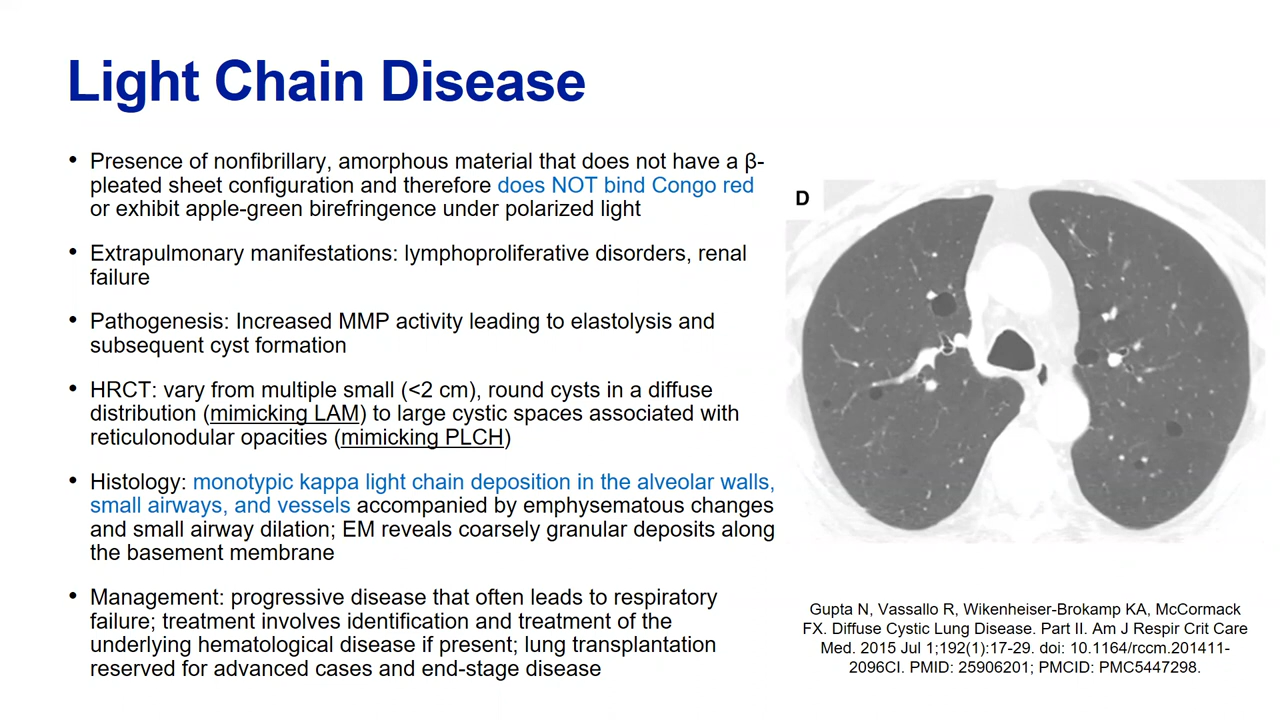 Light Chain Disease
• Presence of nonfibrillary, amorphous material that does not have a β-
pleated sheet configuration and therefore does NOT bind Congo red
or exhibit apple-green birefringence under polarized light
• Extrapulmonary manifestations: lymphoproliferative disorders, renal
failure
• Pathogenesis: Increased MMP activity leading to elastolysis and
subsequent cyst formation
• HRCT: vary from multiple small (<2 cm), round cysts in a diffuse
distribution (mimicking LAM) to large cystic spaces associated with
reticulonodular opacities (mimicking PLCH)
• Histology: monotypic kappa light chain deposition in the alveolar walls,
small airways, and vessels accompanied by emphysematous changes
and small airway dilation; EM reveals coarsely granular deposits along
the basement membrane
• Management: progressive disease that often leads to respiratory
failure; treatment involves identification and treatment of the
underlying hematological disease if present; lung transplantation
reserved for advanced cases and end-stage disease
D
Gupta N, Vassallo R, Wikenheiser-Brokamp KA, McCormack
FX. Diffuse Cystic Lung Disease. Part II. Am J Respir Crit Care
Med. 2015 Jul 1;192(1):17-29. doi: 10.1164/rccm.201411-
2096CI. PMID: 25906201; PMCID: PMC5447298.